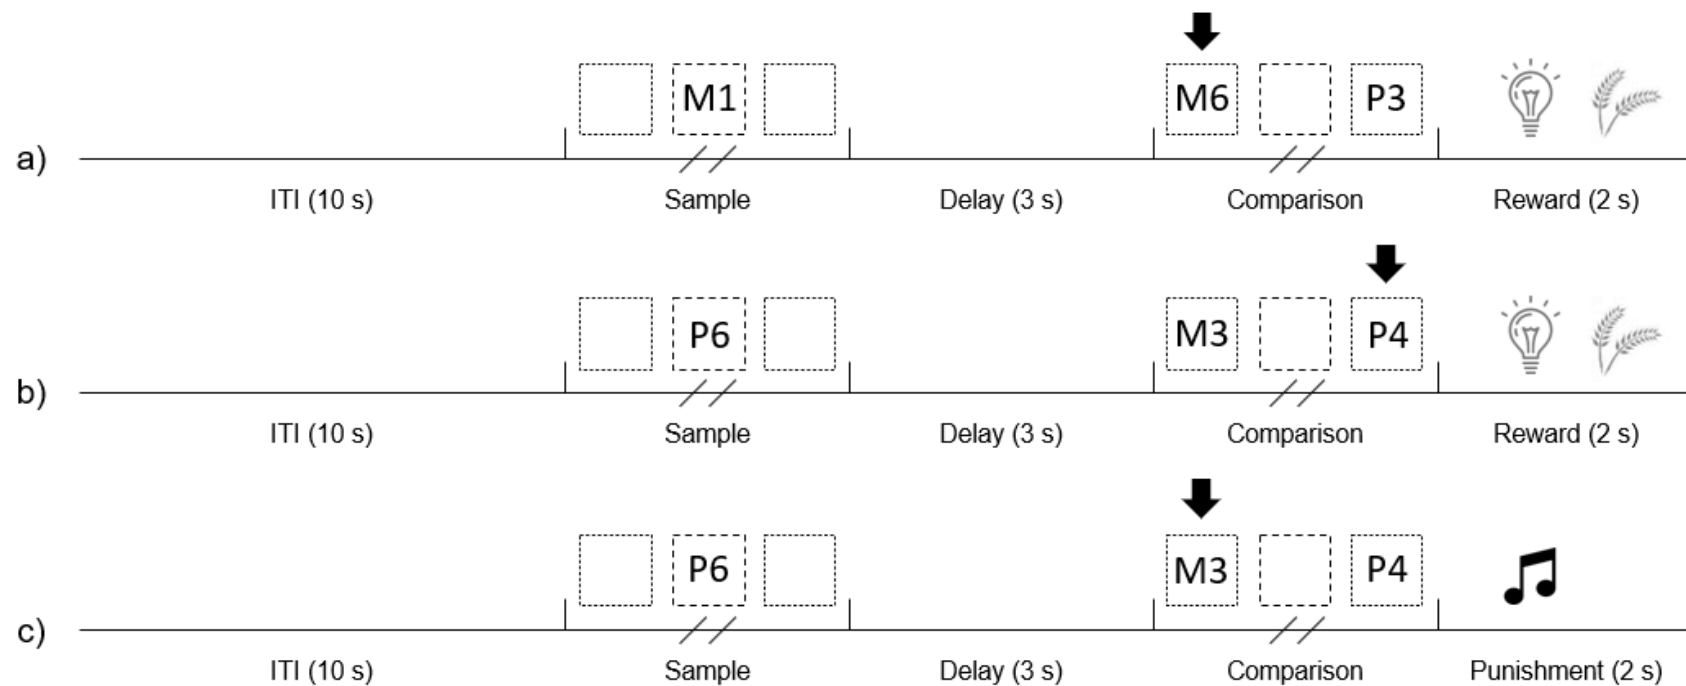 M1 M6 P3
a)
ITI (10 s) Sample Delay (3 s) Comparison Reward (2 s)
P6 M3 P4
b)
ITI (10 s) Sample Delay (3 s) Comparison Reward (2 s)
P6 M3 P4
c)
ITI (10 s) Sample Delay (3 s) Comparison Punishment (2 s)